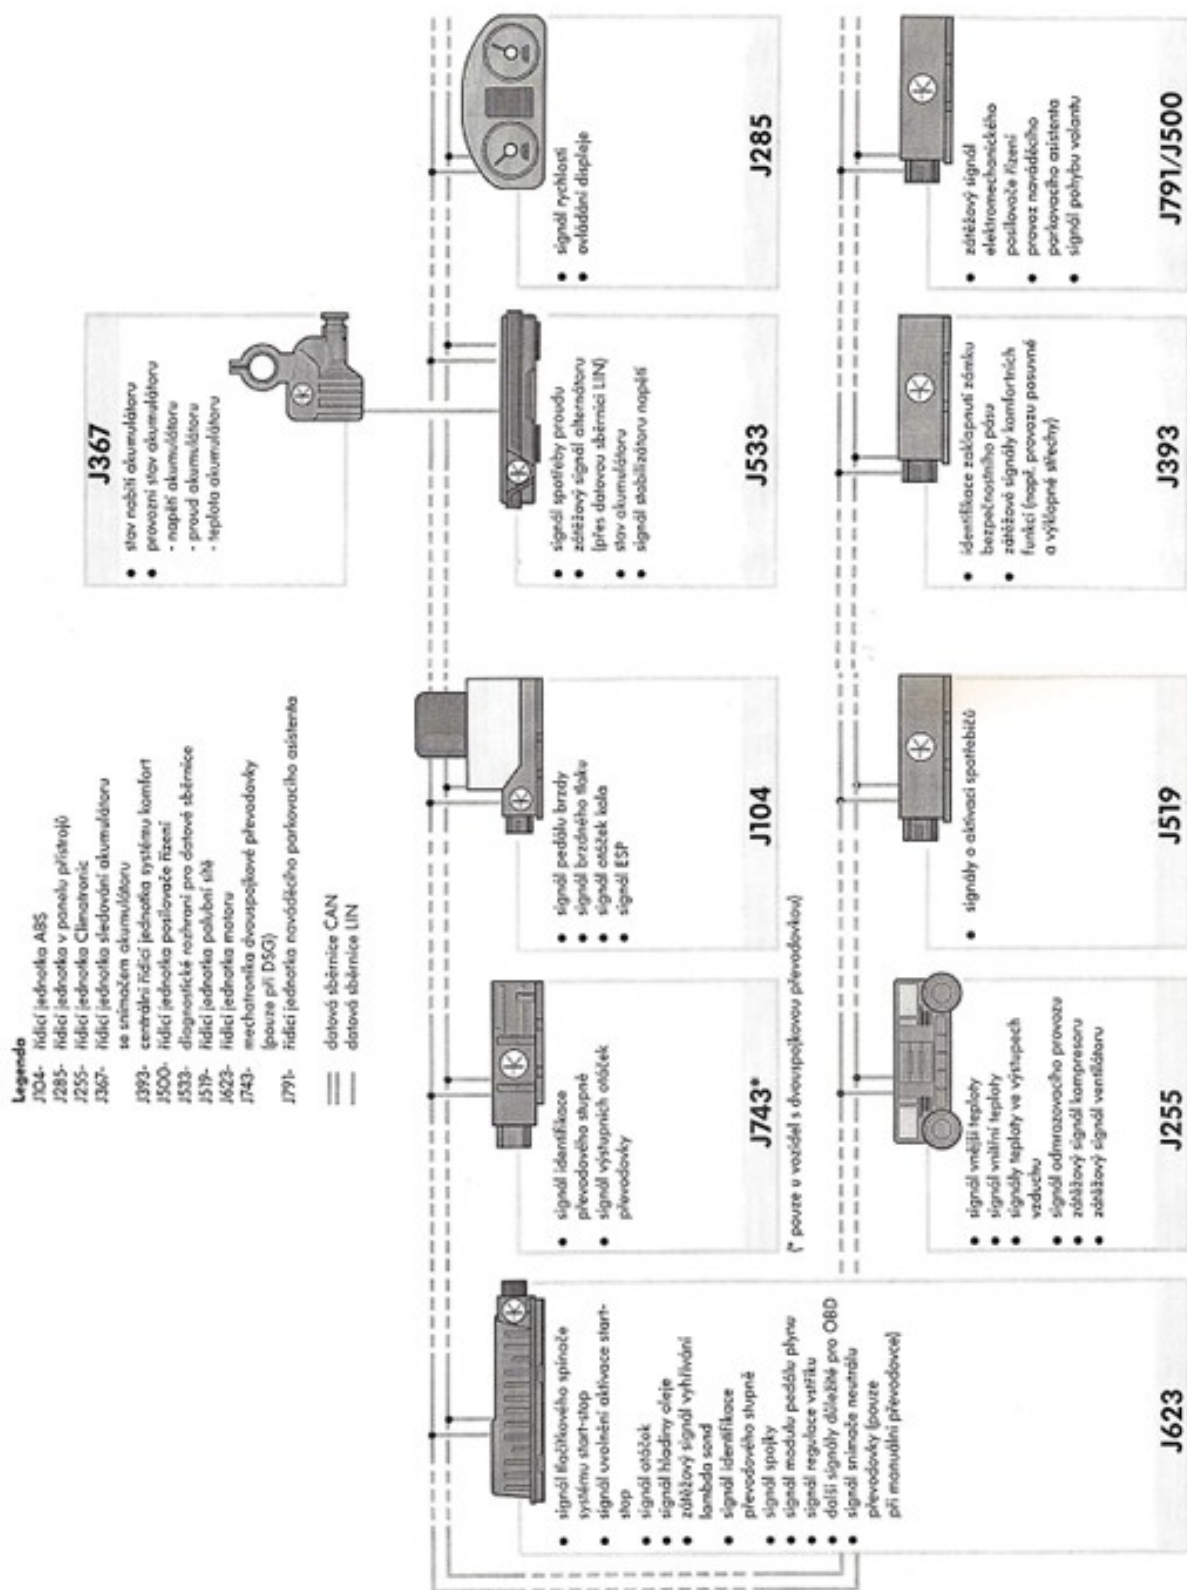 Legenda
J104- řídicí jednotka ABS
J285- řídicí jednotka v panelu přístrojů
J255- řídicí jednotka Climatronic
J367- řídicí jednotka sledování akumulátoru
se snímačem akumulátoru
J393- centrální řídicí jednotka systému komfort
J500- řídicí jednotka posilovače řízení
J533- diagnostické rozhraní pro datové sběrnice
J519- řídicí jednotka palubní sítě
J623- řídicí jednotka motoru
J743- mechatronika dvouspojkové převodovky
(pouze při DSG)
J791- řídicí jednotka naváděcího parkovacího asistenta
datová sběrnice CAN
datová sběrnice LIN
J367
• stav nabití akumulátoru
• provozní stav akumulátoru
- napětí akumulátoru
- proud akumulátoru
- teplota akumulátoru
• signál tlačítkového spínače
systému start-stop
• signál uvolnění aktivace start-
stop
• signál otáček
• signál hladiny oleje
• zátěžový signál vyhřívání
lambda sond
• signál identifikace
převodového stupně
• signál spojky
• signál modulu pedálu plynu
• signál regulace vstřiku
• další signály důležité pro OBD
• signál snímače neutrálu
převodovky (pouze
při manuální převodovce)
J623
• signál identifikace
převodového stupně
• signál výstupních otáček
převodovky
J743*
(* pouze u vozidel s dvouspojkovou převodovkou)
• signál pedálu brzdy
• signál brzdného tlaku
• signál otáček kola
• signál ESP
J104
• signál spotřeby proudu
• zátěžový signál alternátoru
(přes datovou sběrnici LIN)
• stav akumulátoru
• signál stabilizátoru napětí
J533
• signál rychlosti
• ovládání displeje
J285
• signál vnější teploty
• signál vnitřní teploty
• signály teploty ve výstupech
vzduchu
• signál odmrazovacího provozu
• zátěžový signál kompresoru
• zátěžový signál ventilátoru
J255
• signály o aktivaci spotřebičů
J519
• identifikace zaklapnutí zámku
bezpečnostního pásu
• zátěžové signály komfortních
funkcí (např. provozu posuvné
a výklopné střechy)
J393
• zátěžový signál
elektromechanického
posilovače řízení
• provoz naváděcího
parkovacího asistenta
• signál pohybu volantu
J791/J500